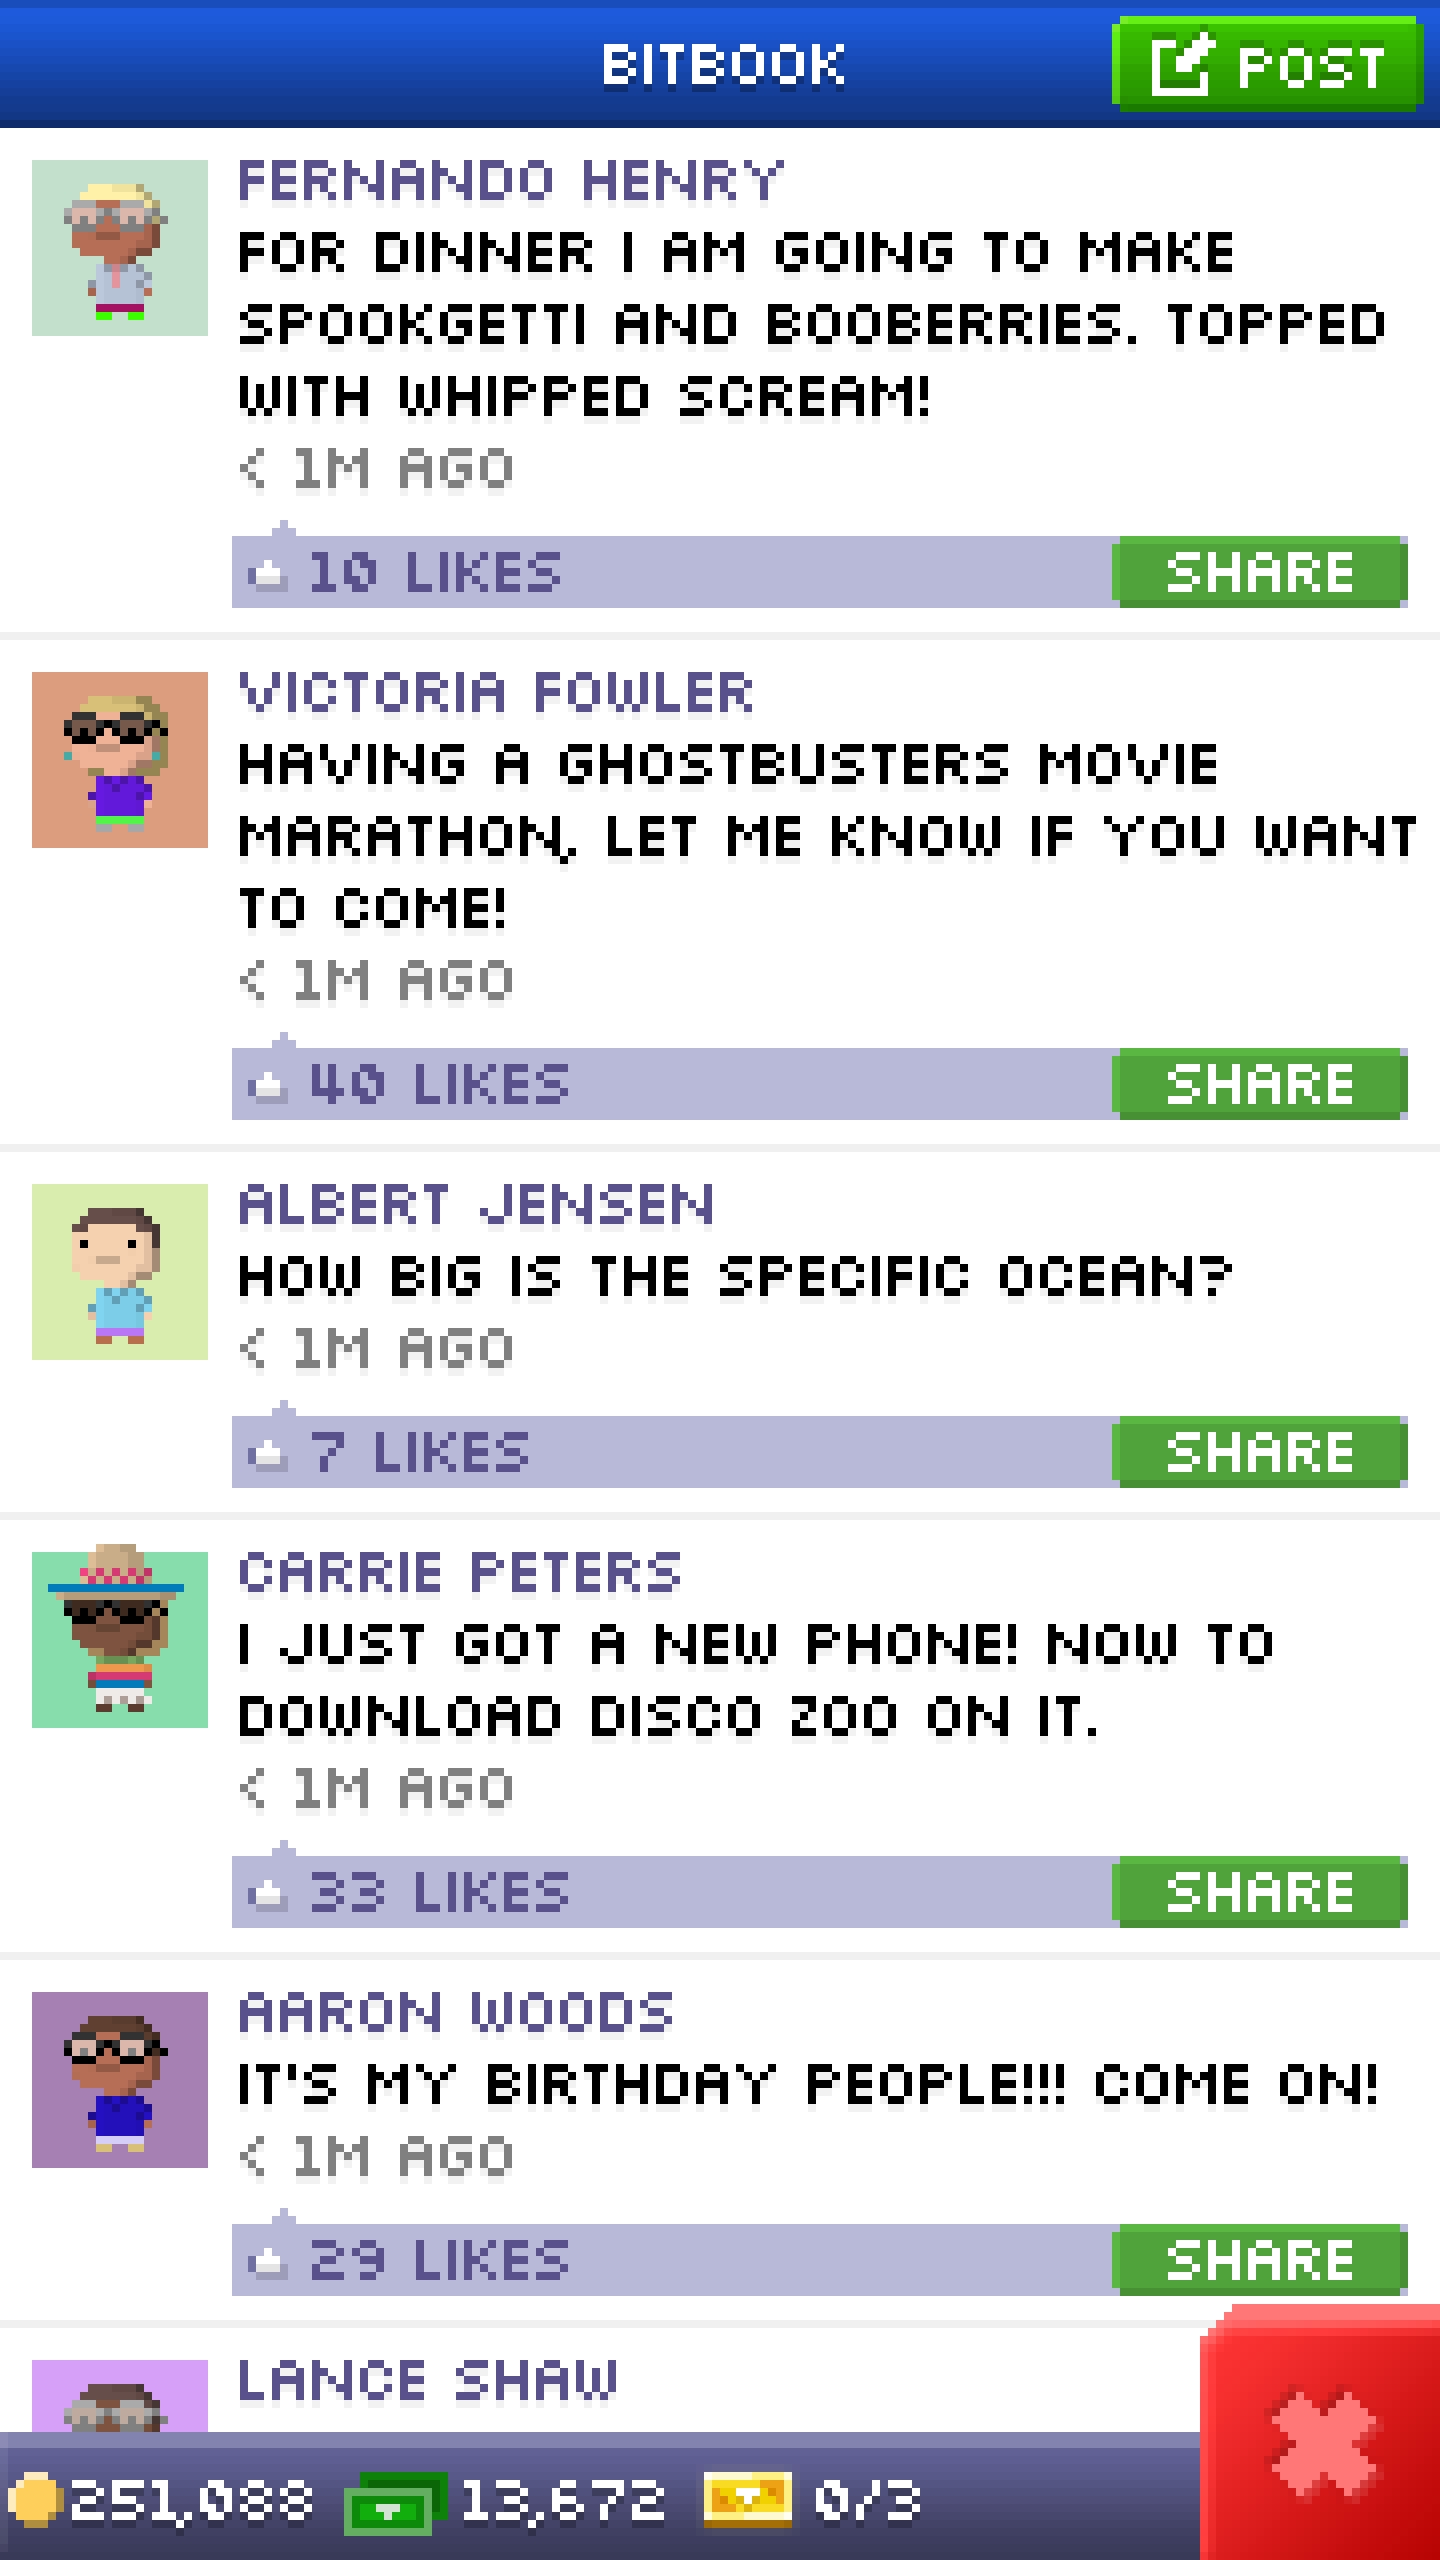 BITBOOK
POST
FERNANDO HENRY
FOR DINNER I AM GOING TO MAKE
SPOOKGETTI AND BOOBERRIES. TOPPED
WITH WHIPPED SCREAM!
< 1M AGO
10 LIKES
SHARE
VICTORIA FOWLER
HAVING A GHOSTBUSTERS MOVIE
MARATHON, LET ME KNOW IF YOU WANT
TO COME!
< 1M AGO
40 LIKES
SHARE
ALBERT JENSEN
HOW BIG IS THE SPECIFIC OCEAN?
< 1M AGO
7 LIKES
SHARE
CARRIE PETERS
I JUST GOT A NEW PHONE! NOW TO
DOWNLOAD DISCO ZOO ON IT.
< 1M AGO
33 LIKES
SHARE
AARON WOODS
IT'S MY BIRTHDAY PEOPLE!!! COME ON!
< 1M AGO
29 LIKES
SHARE
LANCE SHAW
251,088 13,672 0/3